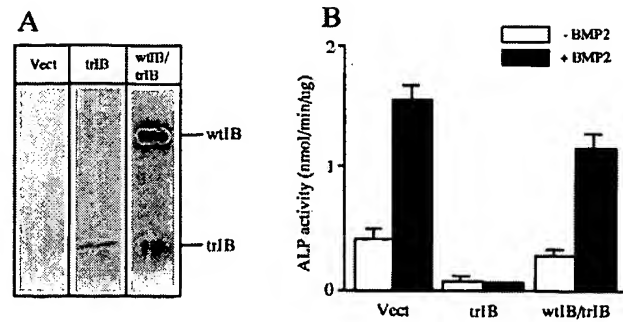 A
Vect
trIB
wtIB/
trIB
wtIB
trIB
B
- BMP2
+ BMP2
ALP activity (nmol/min/ug)
2
1
0
Vect
trIB
wtIB/trIB